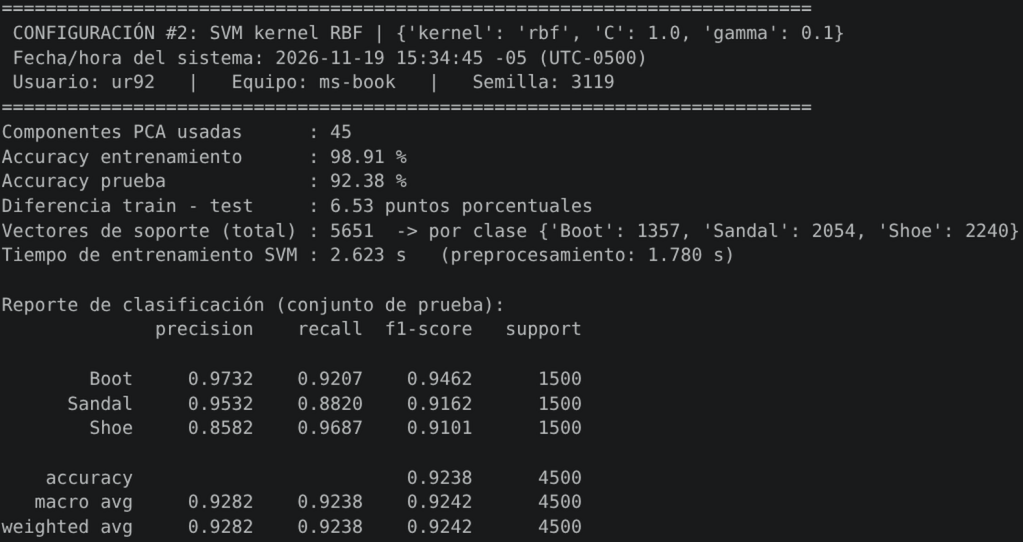 ==========================================================================
CONFIGURACIÓN #2: SVM kernel RBF | {'kernel': 'rbf', 'C': 1.0, 'gamma': 0.1}
Fecha/hora del sistema: 2026-11-19 15:34:45 -05 (UTC-0500)
Usuario: ur92   |   Equipo: ms-book   |   Semilla: 3119
==========================================================================
Componentes PCA usadas      : 45
Accuracy entrenamiento      : 98.91 %
Accuracy prueba             : 92.38 %
Diferencia train - test     : 6.53 puntos porcentuales
Vectores de soporte (total) : 5651  -> por clase {'Boot': 1357, 'Sandal': 2054, 'Shoe': 2240}
Tiempo de entrenamiento SVM : 2.623 s   (preprocesamiento: 1.780 s)
Reporte de clasificación (conjunto de prueba):
              precision    recall  f1-score   support
        Boot     0.9732    0.9207    0.9462      1500
      Sandal     0.9532    0.8820    0.9162      1500
        Shoe     0.8582    0.9687    0.9101      1500
    accuracy                         0.9238      4500
   macro avg     0.9282    0.9238    0.9242      4500
weighted avg     0.9282    0.9238    0.9242      4500